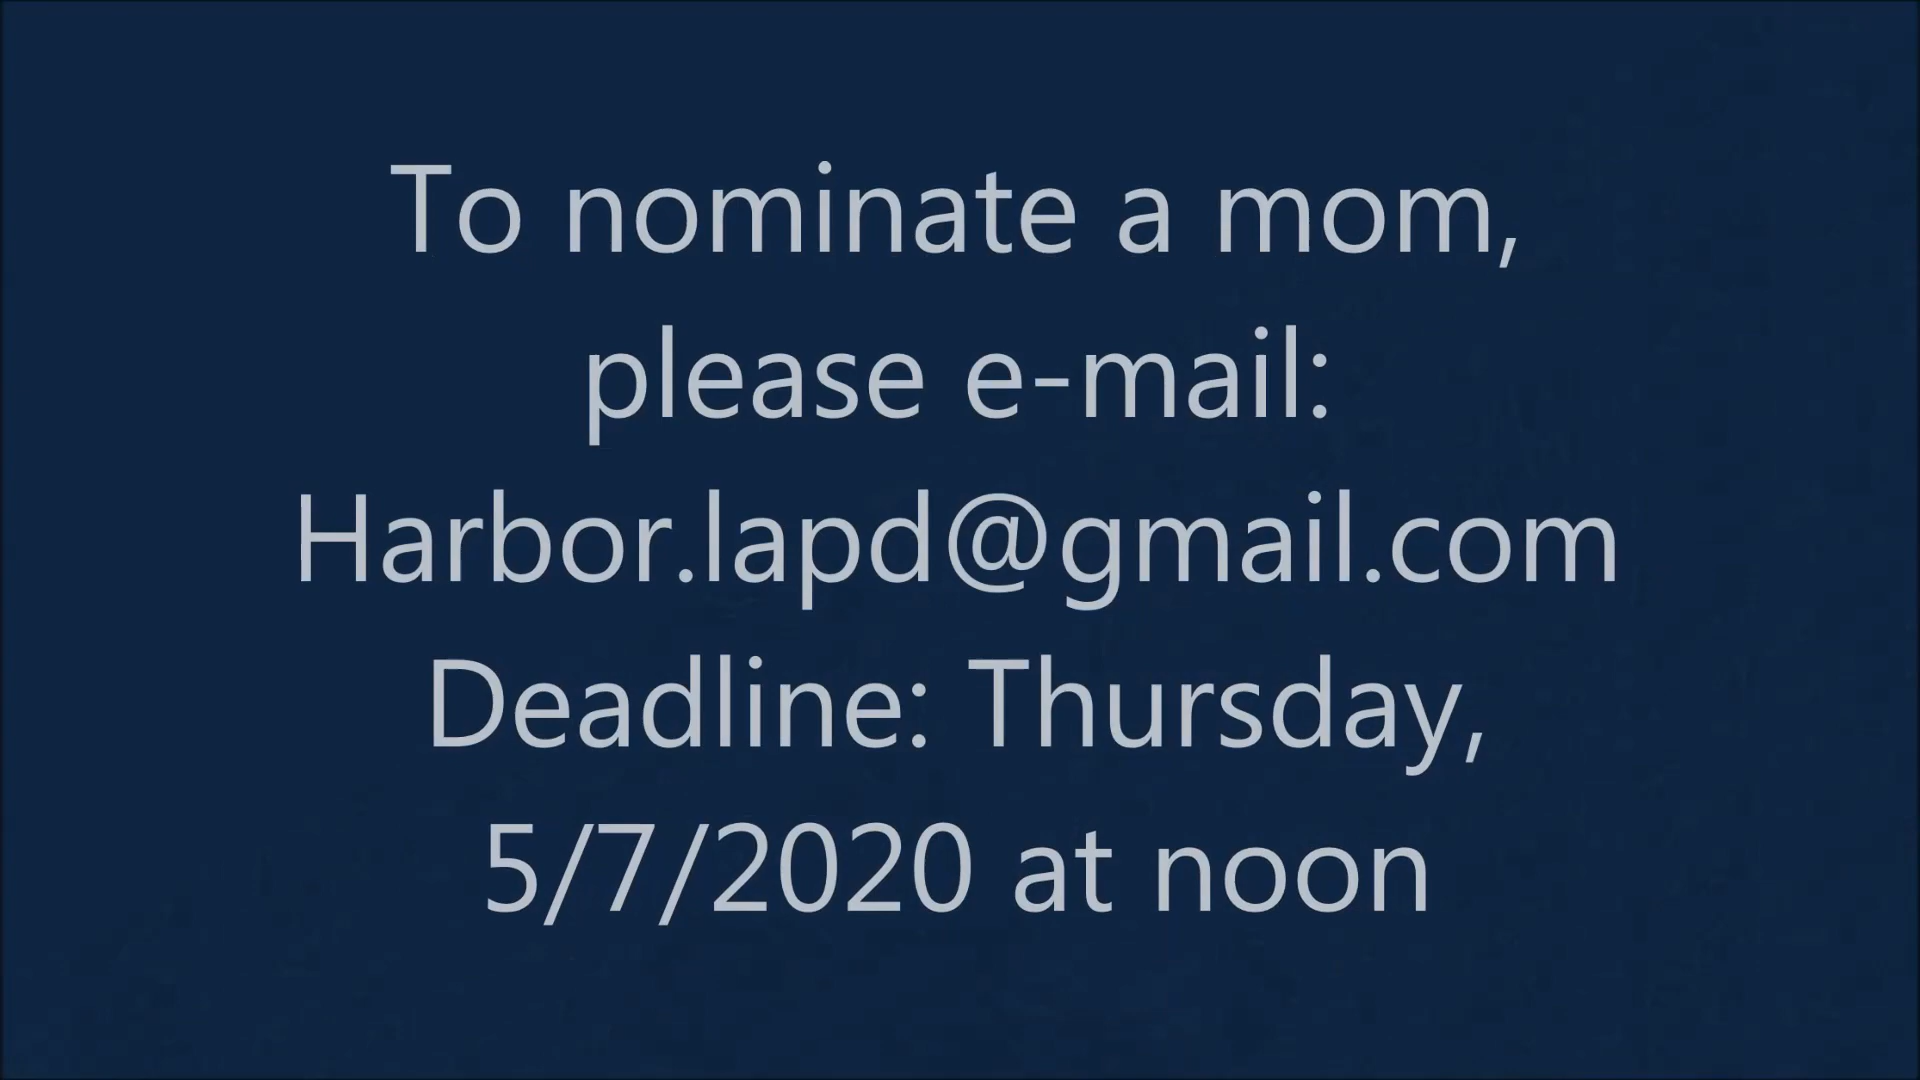 To nominate a mom,
please e-mail:
Harbor.lapd@gmail.com
Deadline: Thursday,
5/7/2020 at noon